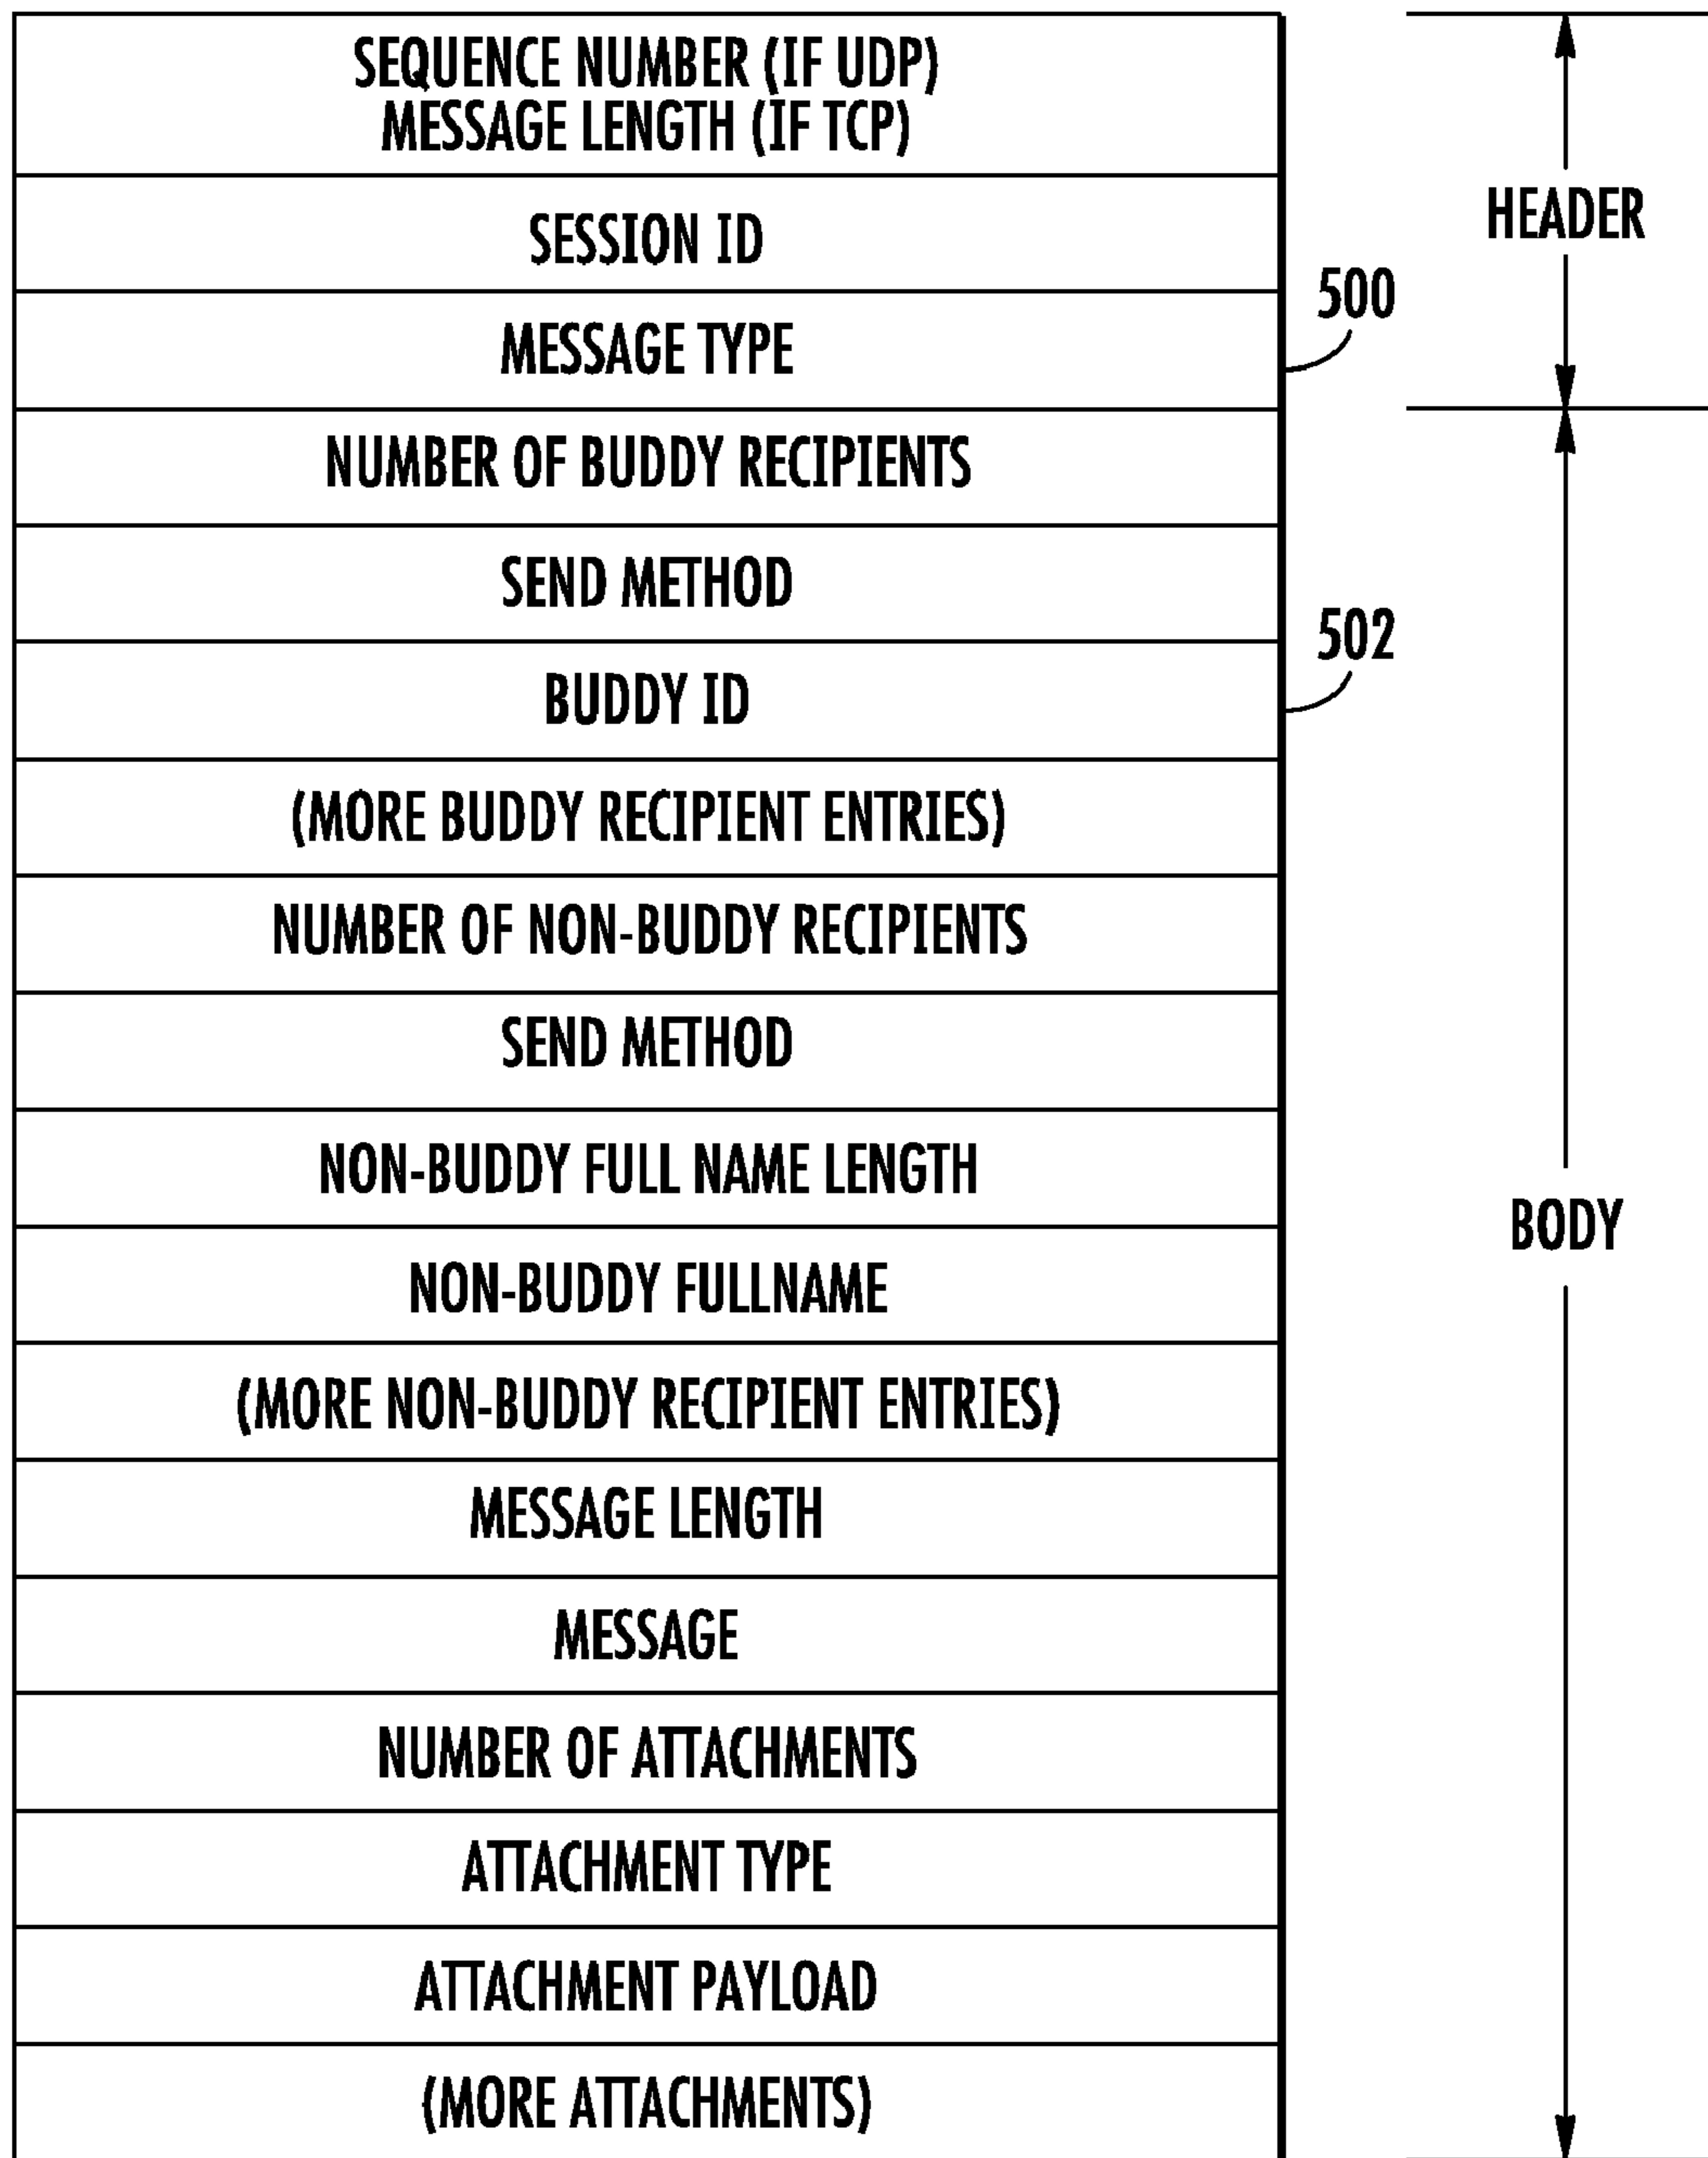 SEQUENCE NUMBER (IF UDP)
MESSAGE LENGTH (IF TCP)
SESSION ID
HEADER
500
MESSAGE TYPE
NUMBER OF BUDDY RECIPIENTS
SEND METHOD
502
BUDDY ID
(MORE BUDDY RECIPIENT ENTRIES)
NUMBER OF NON-BUDDY RECIPIENTS
SEND METHOD
NON-BUDDY FULL NAME LENGTH
BODY
NON-BUDDY FULLNAME
(MORE NON-BUDDY RECIPIENT ENTRIES)
MESSAGE LENGTH
MESSAGE
NUMBER OF ATTACHMENTS
ATTACHMENT TYPE
ATTACHMENT PAYLOAD
(MORE ATTACHMENTS)